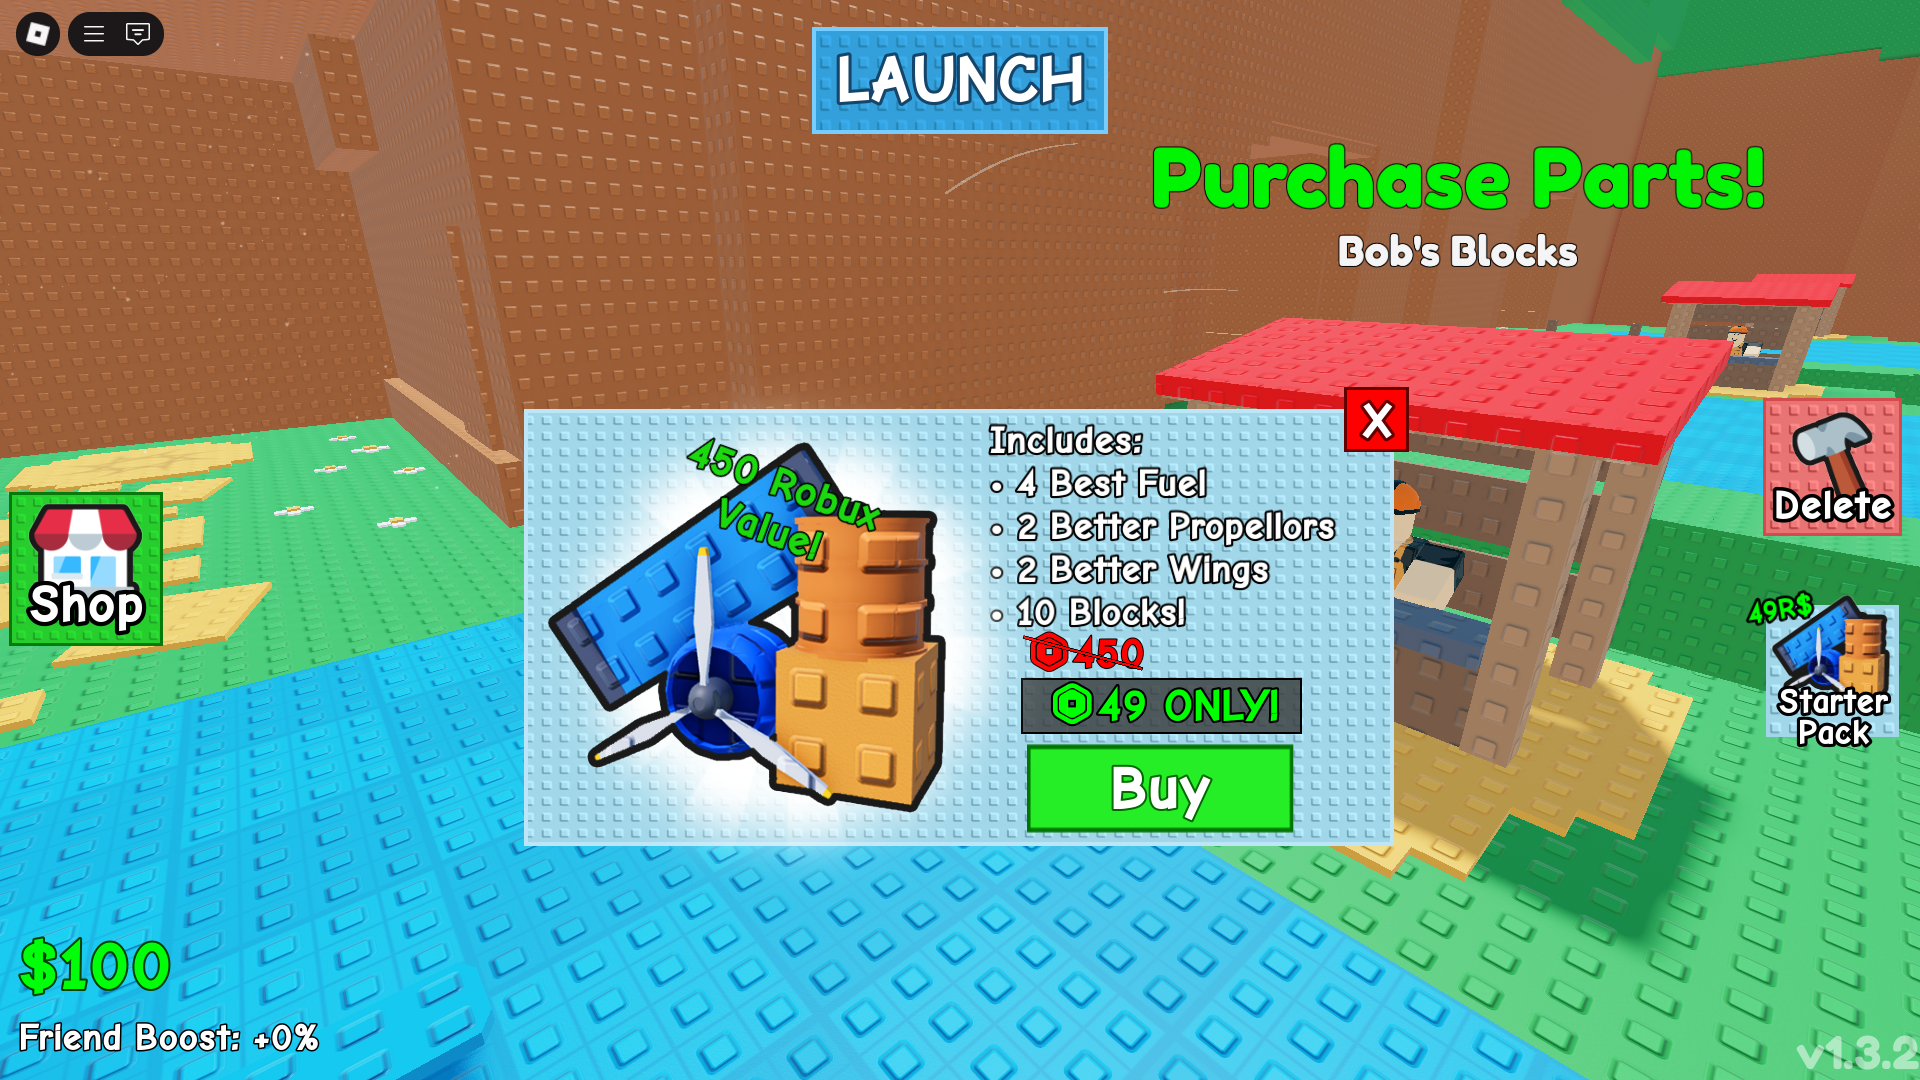 LAUNCH
Purchase Parts!
Bob's Blocks
X
450 Robux
Value!
Includes:
• 4 Best Fuel
• 2 Better Propellors
• 2 Better Wings
• 10 Blocks!
450
49 ONLY!
Buy
Shop
Delete
49R$
Starter
Pack
$100
Friend Boost: +0%
v1.3.2